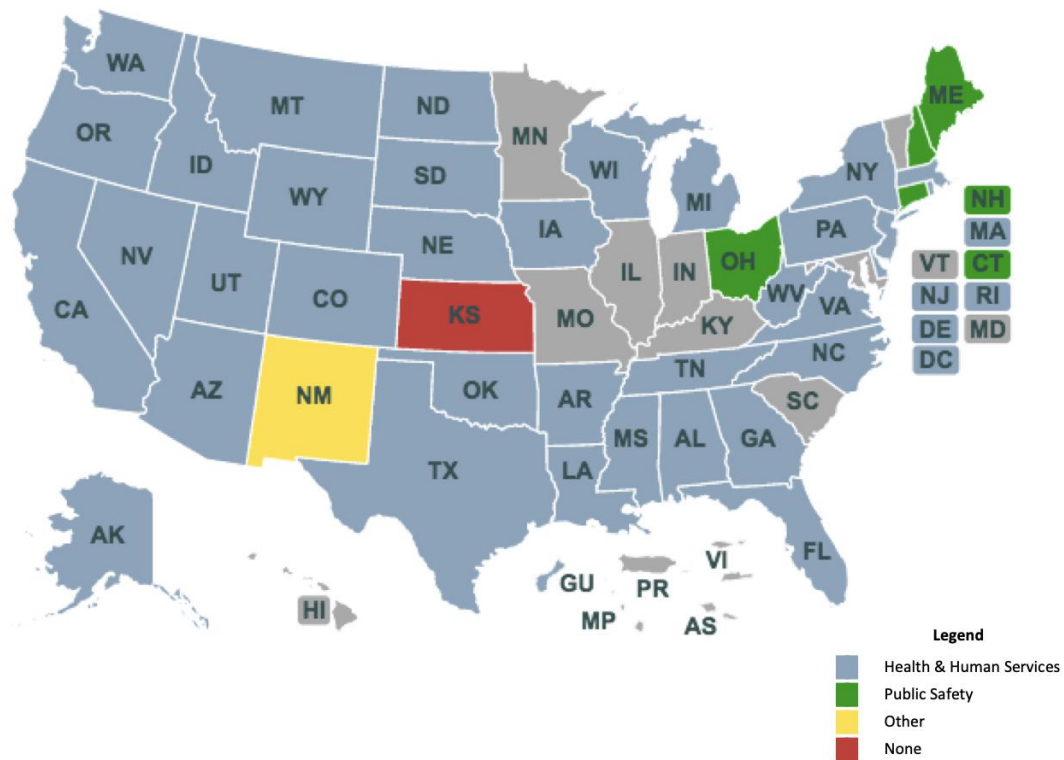 WA
MT
ND
MN
ME
OR
ID
SD
WI
NY
WY
MI
NH
NE
IA
PA
MA
NV
UT
CO
IL
IN
OH
VT
CT
CA
KS
MO
WV
VA
NJ
RI
KY
DE
MD
AZ
NM
OK
AR
TN
NC
DC
SC
TX
LA
MS
AL
GA
AK
FL
HI
GU
PR
VI
MP
AS
Legend
Health & Human Services
Public Safety
Other
None